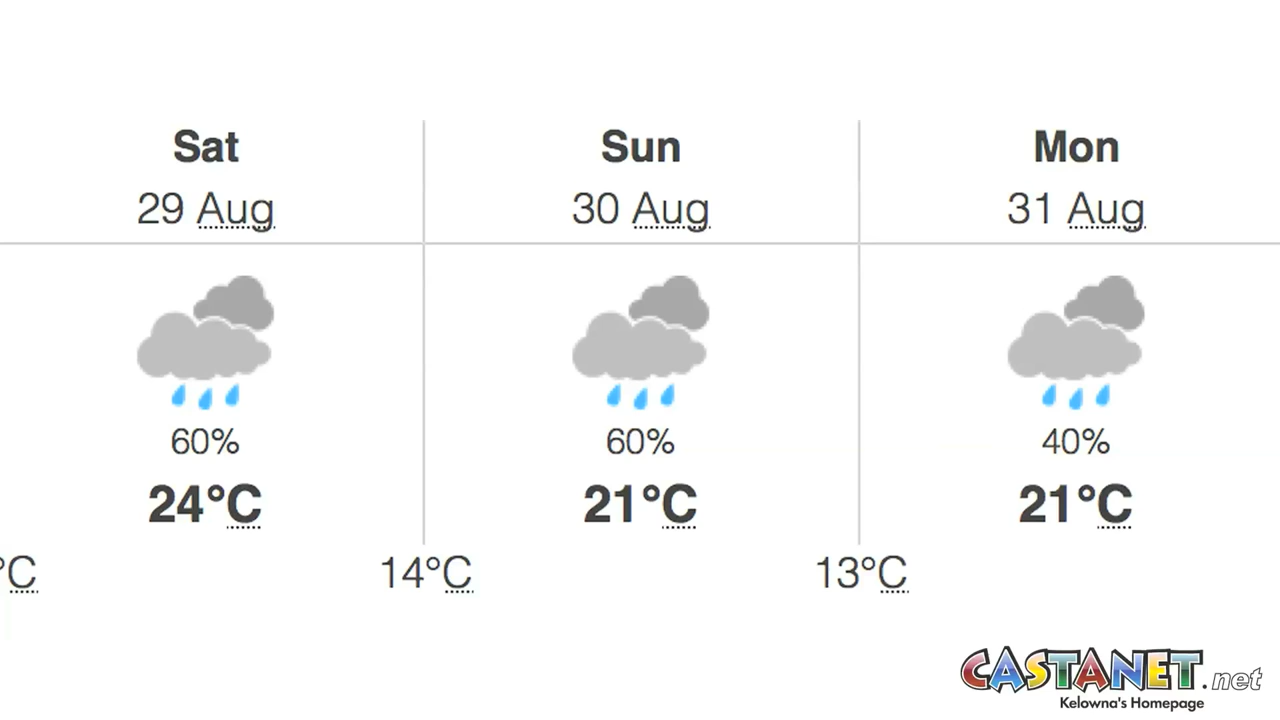 Sat Sun Mon
29 Aug 30 Aug 31 Aug
60% 60% 40%
24°C 21°C 21°C
°C 14°C 13°C
CASTANET.net
Kelowna's Homepage